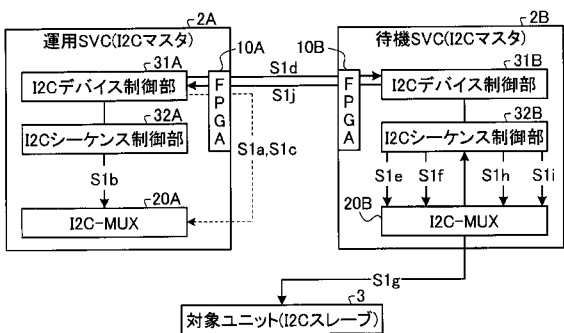 2A
運用SVC(I2Cマスタ)
31A
I2Cデバイス制御部
32A
I2Cシーケンス制御部
S1b
20A
I2C-MUX
10A
FPGA
S1a,S1c
S1d
S1j
10B
FPGA
2B
待機SVC(I2Cマスタ)
31B
I2Cデバイス制御部
32B
I2Cシーケンス制御部
S1e
S1f
S1h
S1i
20B
I2C-MUX
S1g
3
対象ユニット(I2Cスレーブ)